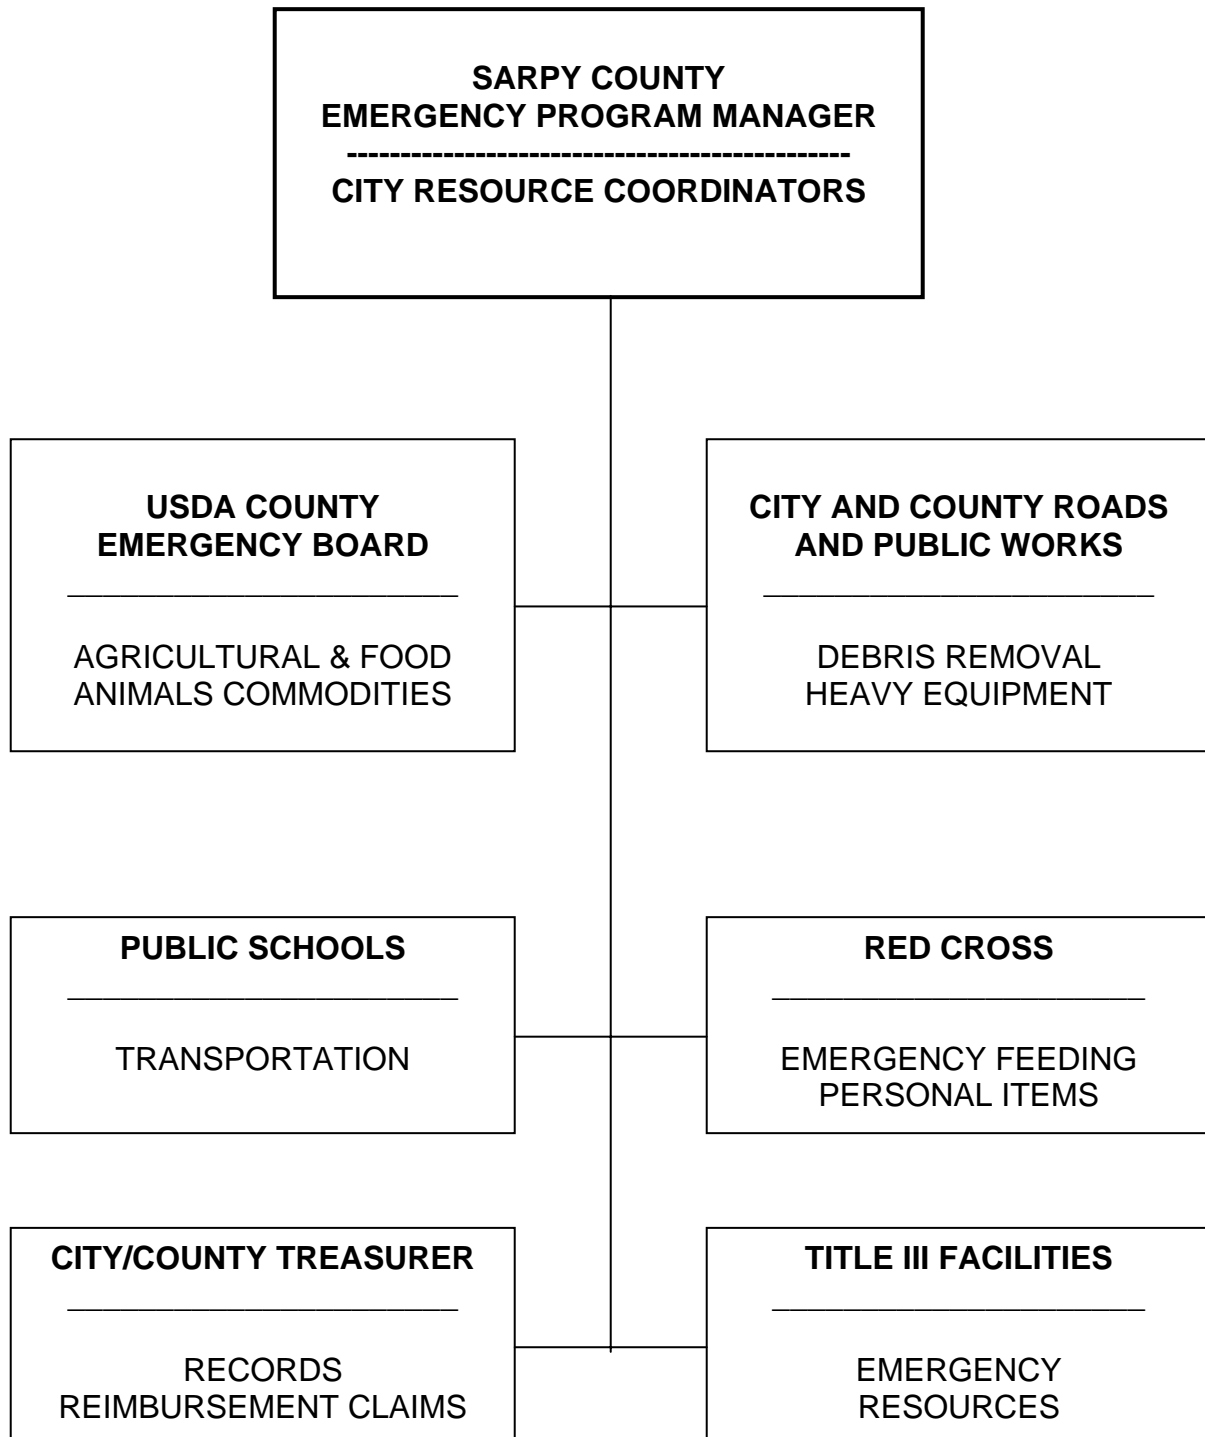 SARPY COUNTY
EMERGENCY PROGRAM MANAGER
-----------------------------------------------
CITY RESOURCE COORDINATORS
USDA COUNTY
EMERGENCY BOARD
AGRICULTURAL & FOOD
ANIMALS COMMODITIES
CITY AND COUNTY ROADS
AND PUBLIC WORKS
DEBRIS REMOVAL
HEAVY EQUIPMENT
PUBLIC SCHOOLS
TRANSPORTATION
RED CROSS
EMERGENCY FEEDING
PERSONAL ITEMS
CITY/COUNTY TREASURER
RECORDS
REIMBURSEMENT CLAIMS
TITLE III FACILITIES
EMERGENCY
RESOURCES